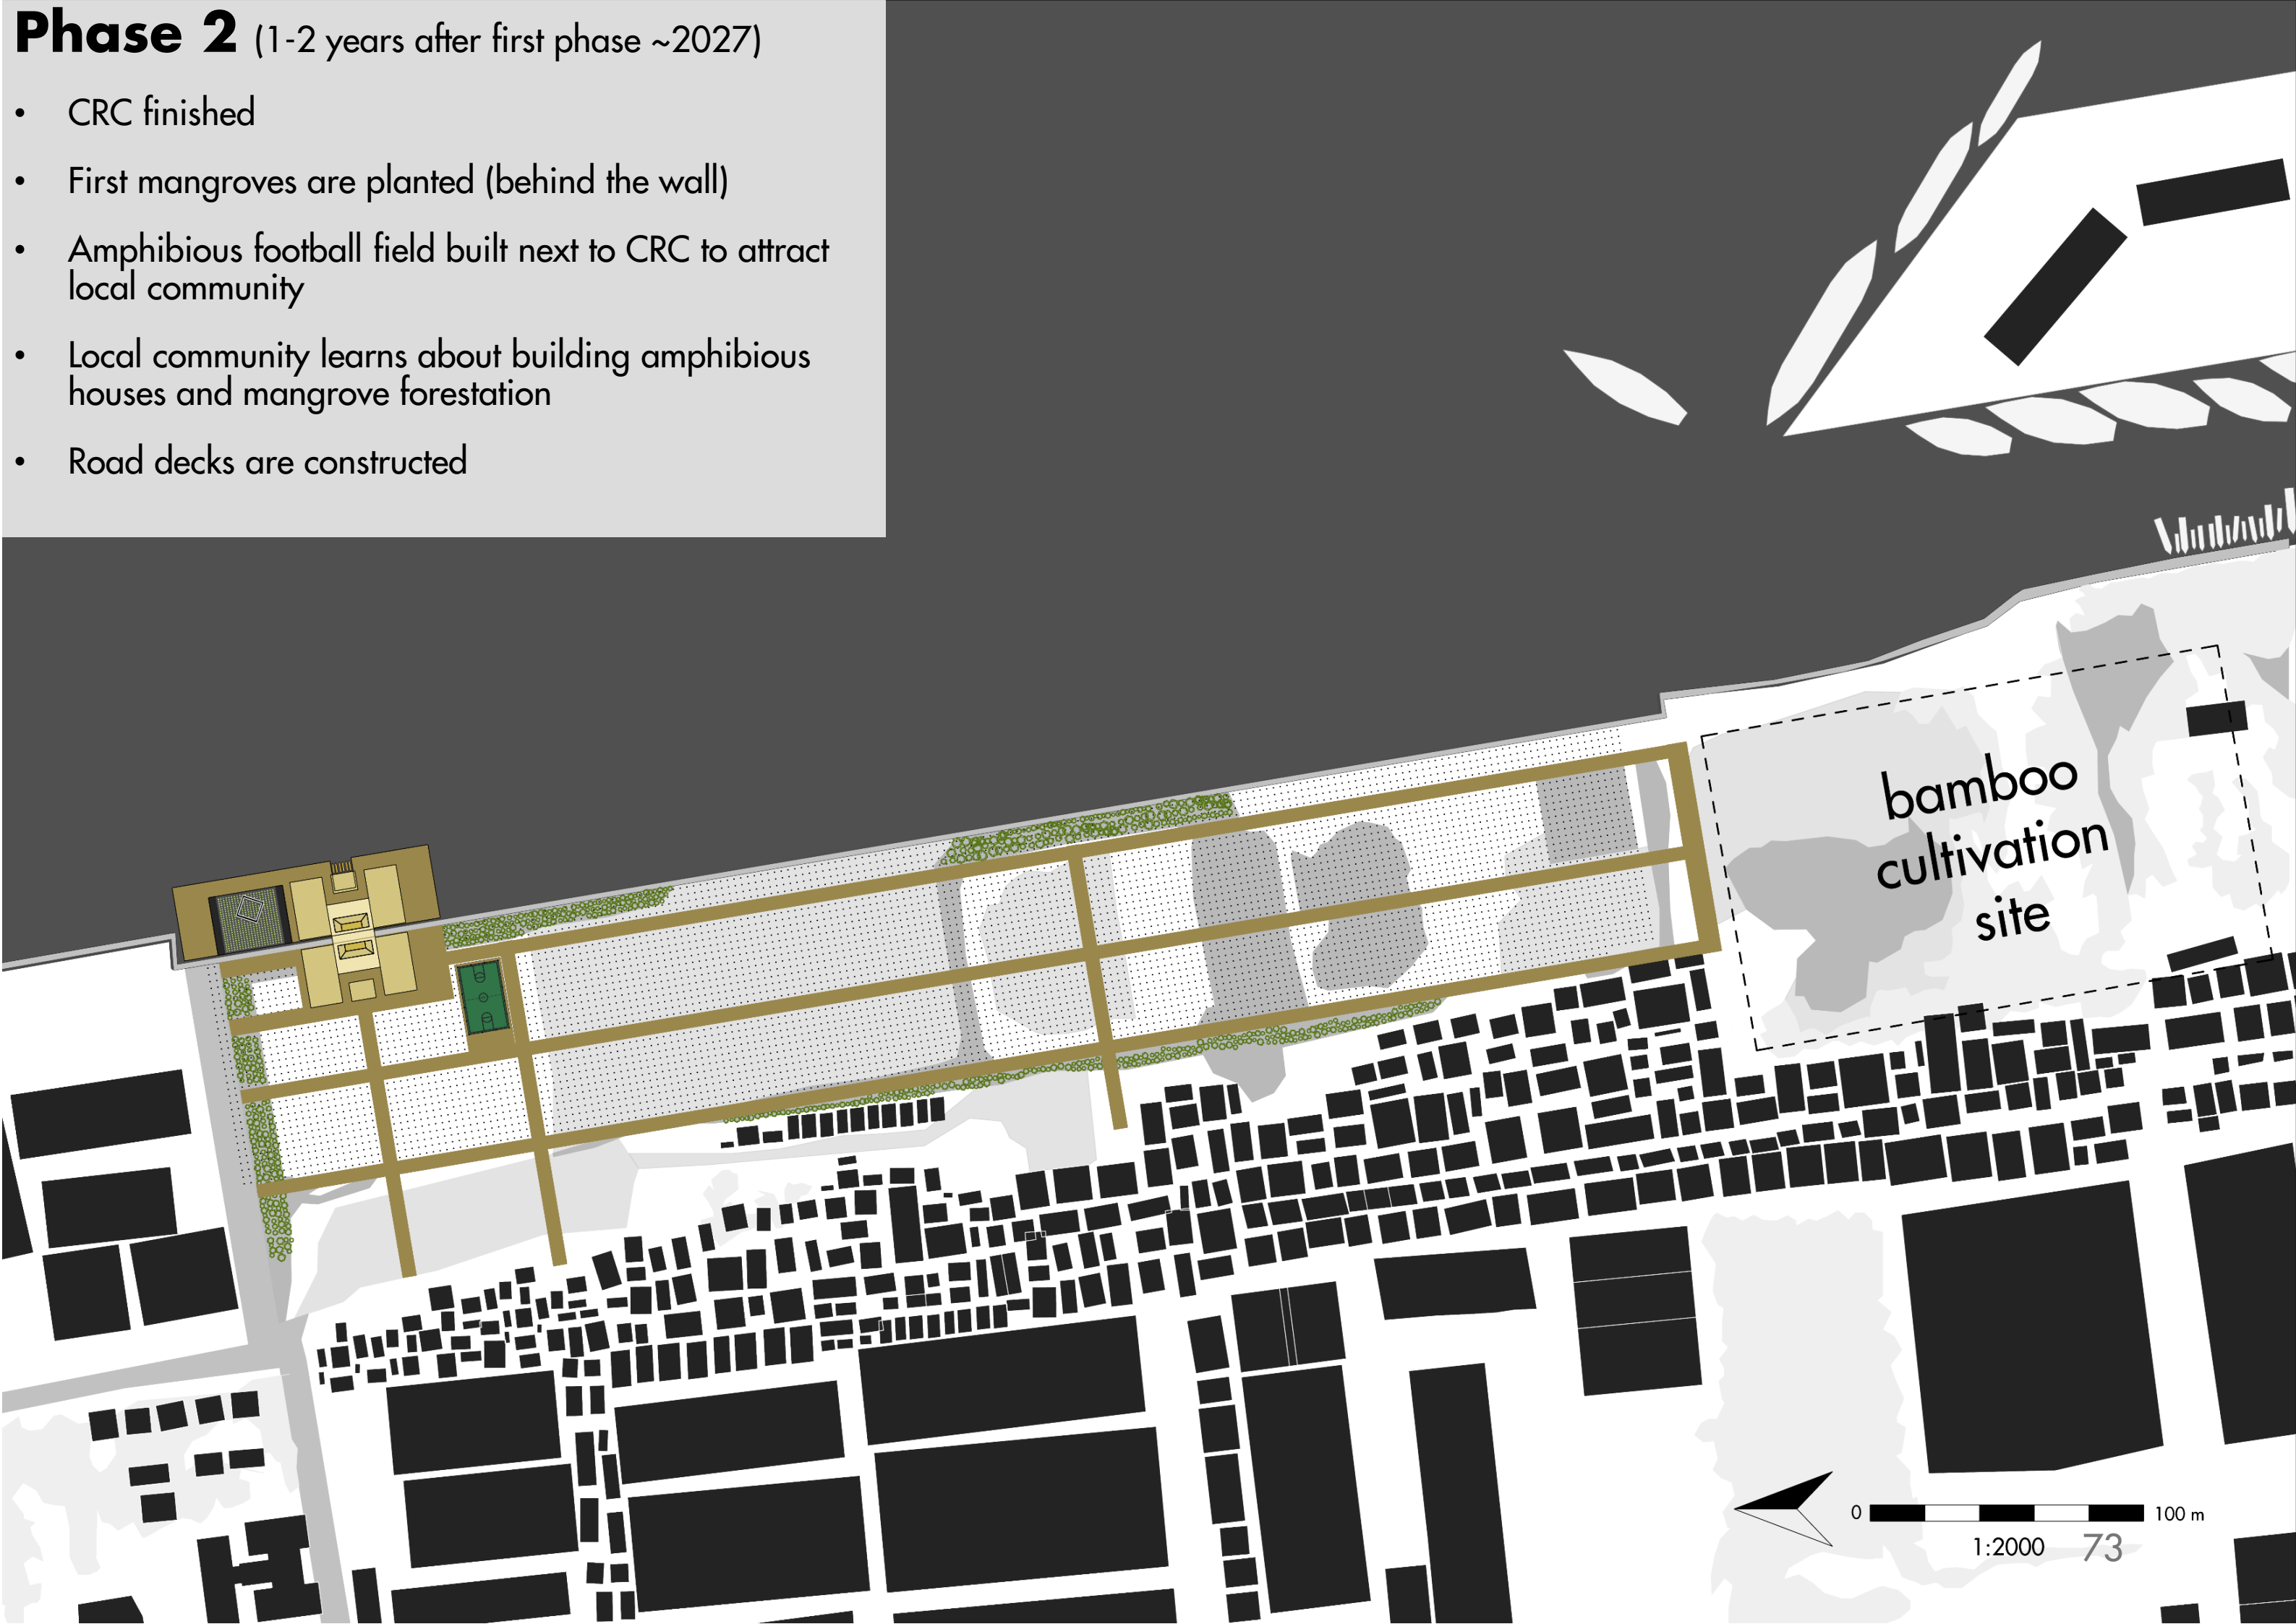 Phase 2 (1-2 years after first phase ~2027)
• CRC finished
• First mangroves are planted (behind the wall)
• Amphibious football field built next to CRC to attract
local community
• Local community learns about building amphibious
houses and mangrove forestation
• Road decks are constructed
bamboo
cultivation
site
0 100 m
1:2000 73